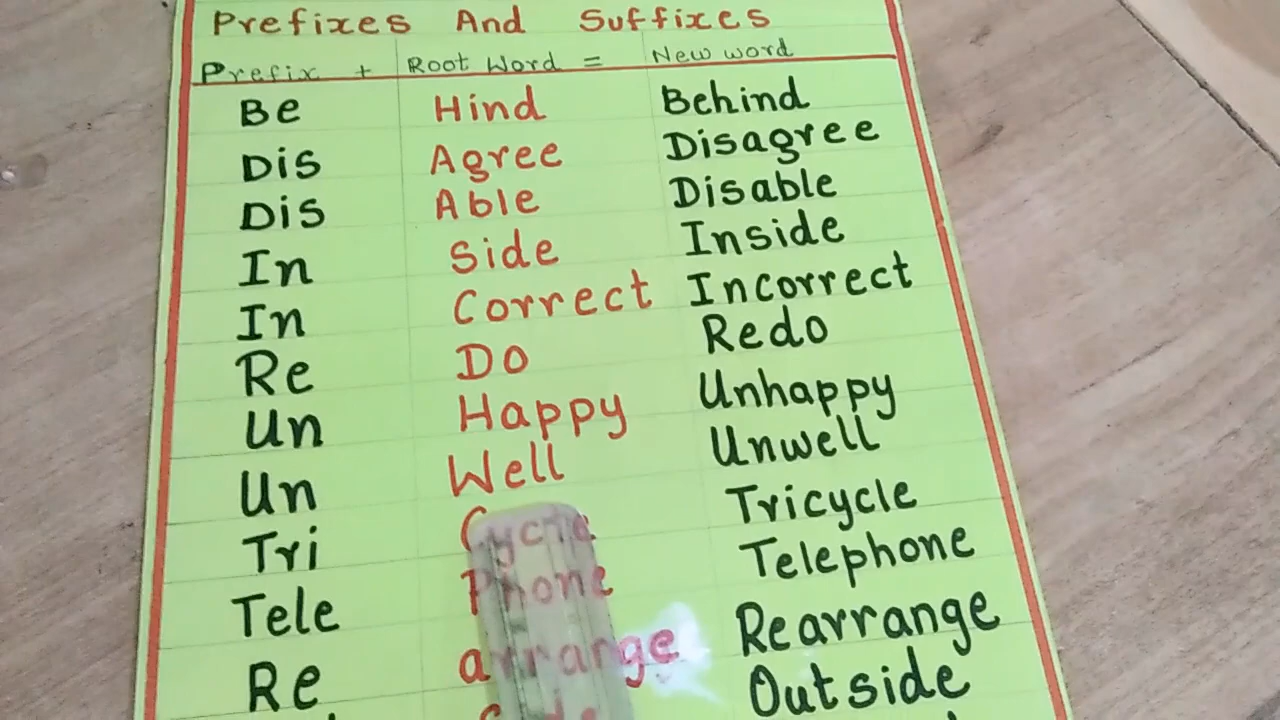 Prefixes And Suffixes
Prefix + Root Word = New word
Be Hind Behind
Dis Agree Disagree
Dis Able Disable
In Side Inside
In Correct Incorrect
Re Do Redo
Un Happy Unhappy
Un Well Unwell
Tri Cycle Tricycle
Tele Phone Telephone
Re arrange Rearrange
Outside